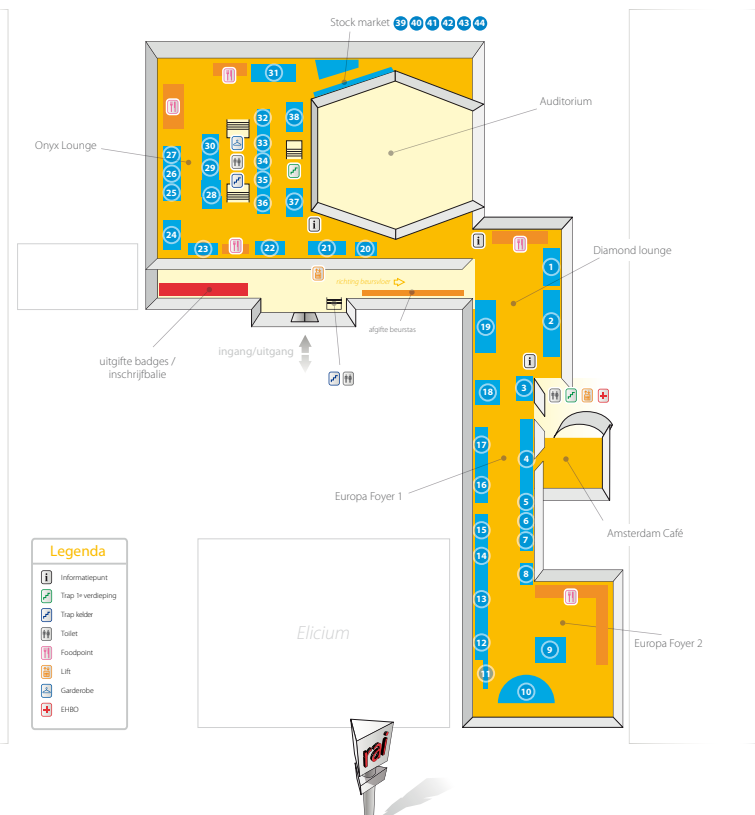 Stock market 39 40 41 42 43 44
Auditorium
Onyx Lounge
31
32
38
33
30
27
34
29
26
35
25
28
36
37
i
24
23
22
21
20
i
Diamond lounge
1
richting beursvloer
2
19
afgifte beurstas
uitgifte badges /
inschrijfbalie
ingang/uitgang
i
18
3
17
4
16
Europa Foyer 1
5
6
7
15
14
Amsterdam Café
8
13
12
11
9
10
Europa Foyer 2
Legenda
i Informatiepunt
Trap 1e verdieping
Trap kelder
Toilet
Foodpoint
Lift
Garderobe
EHBO
Elicium
rai